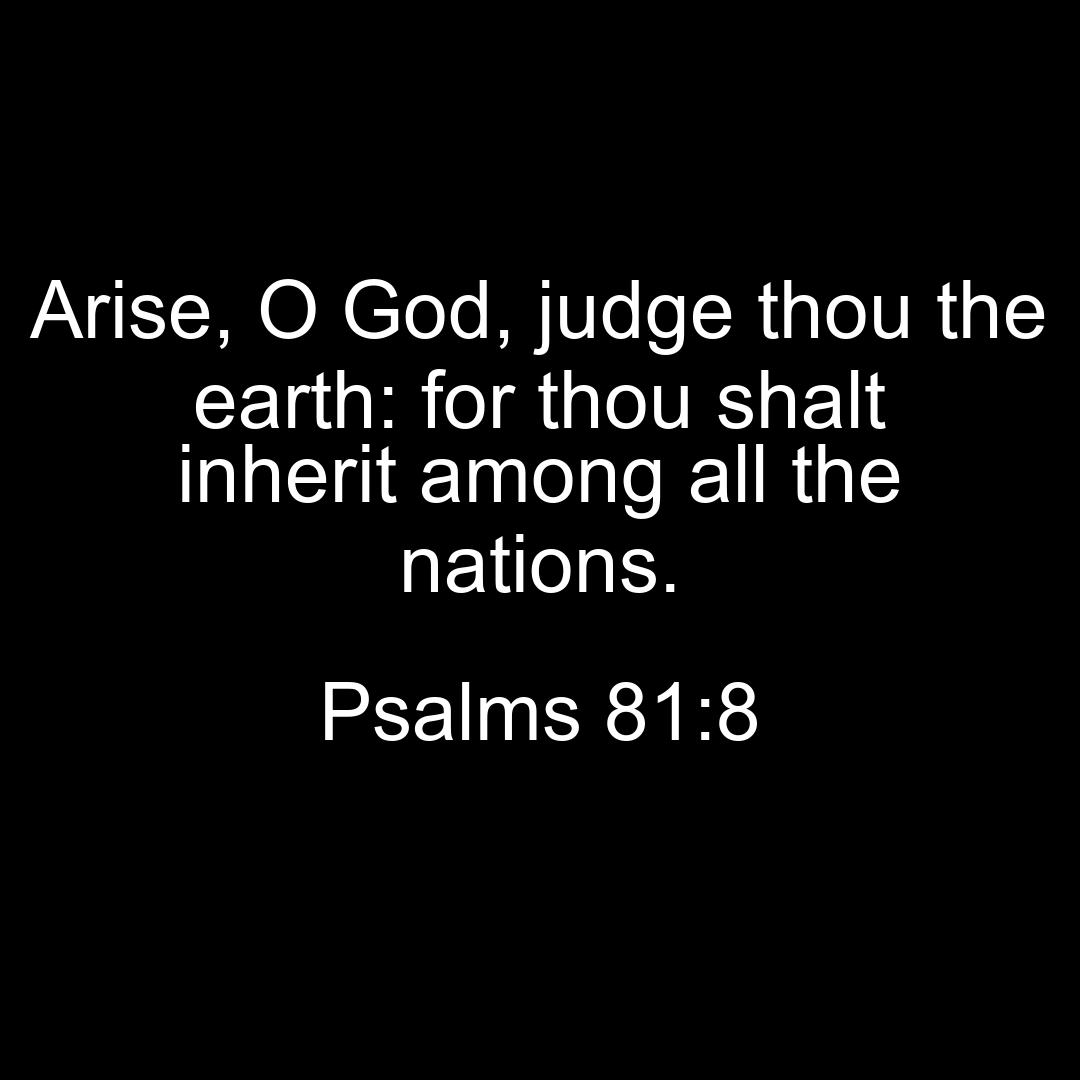 Arise, O God, judge thou the
earth: for thou shalt
inherit among all the
nations.
Psalms 81:8